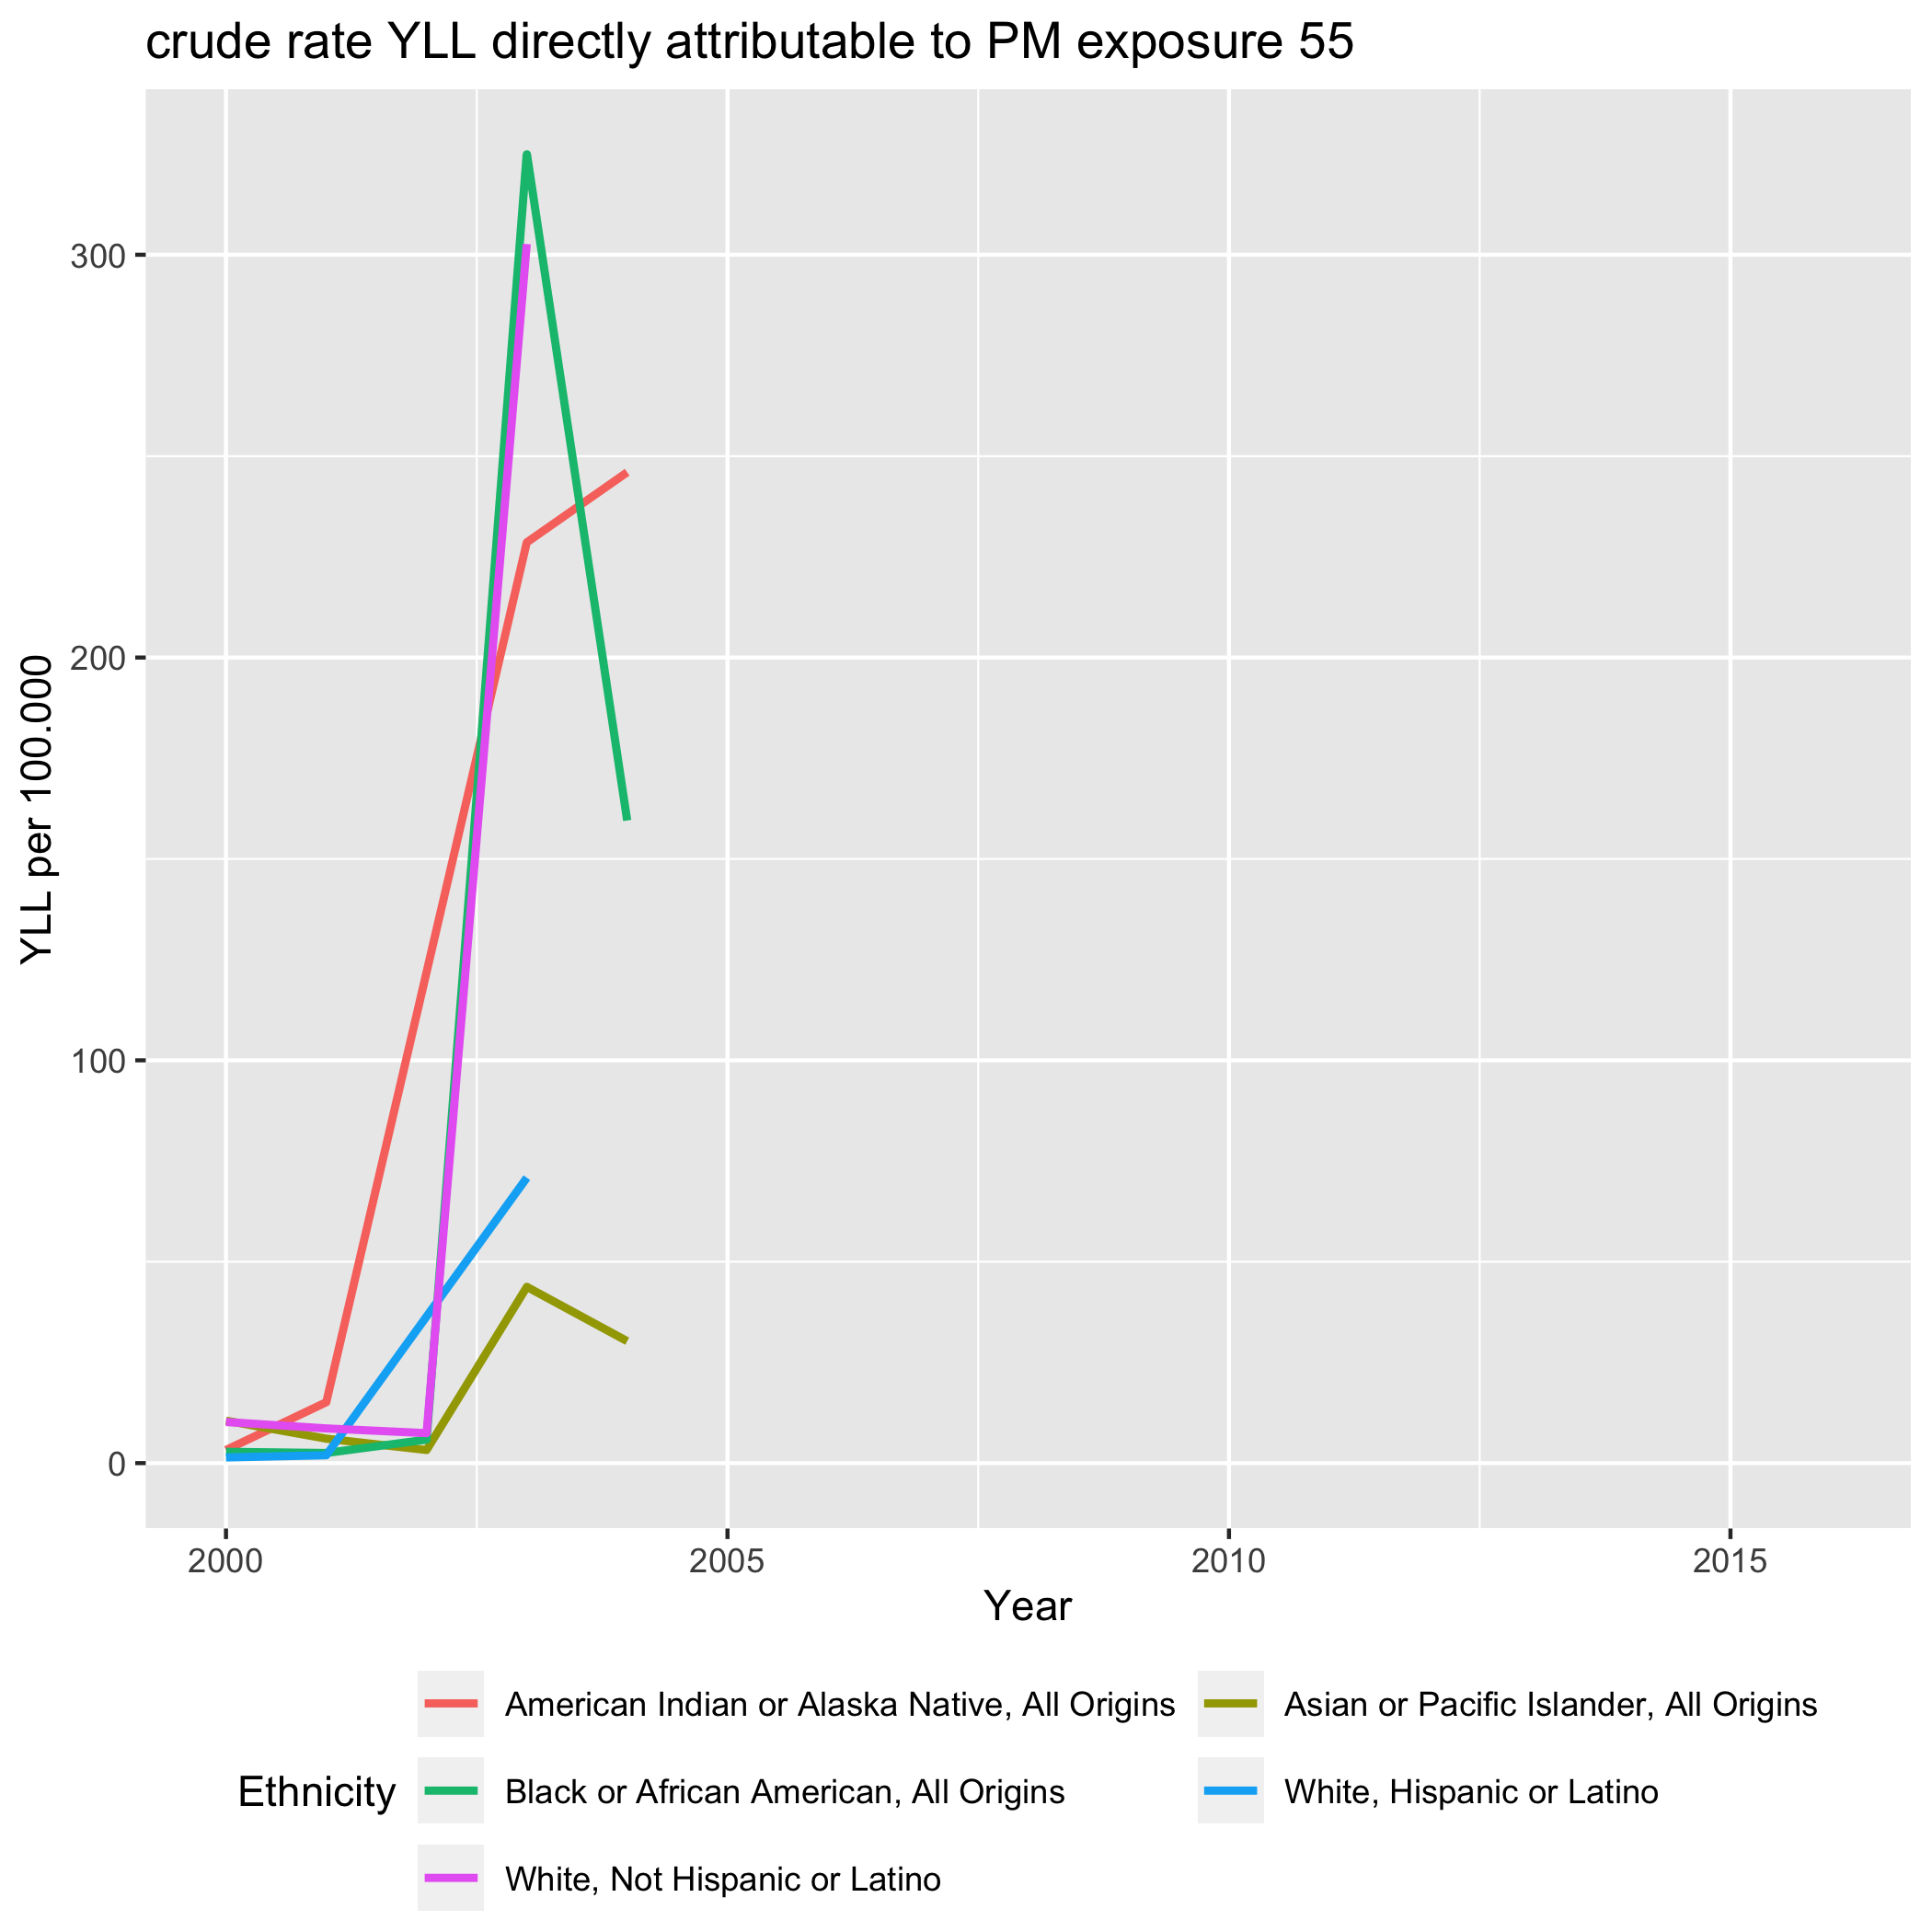 crude rate YLL directly attributable to PM exposure 55
YLL per 100.000
300
200
100
0
2000 2005 2010 2015
Year
Ethnicity
American Indian or Alaska Native, All Origins
Asian or Pacific Islander, All Origins
Black or African American, All Origins
White, Hispanic or Latino
White, Not Hispanic or Latino